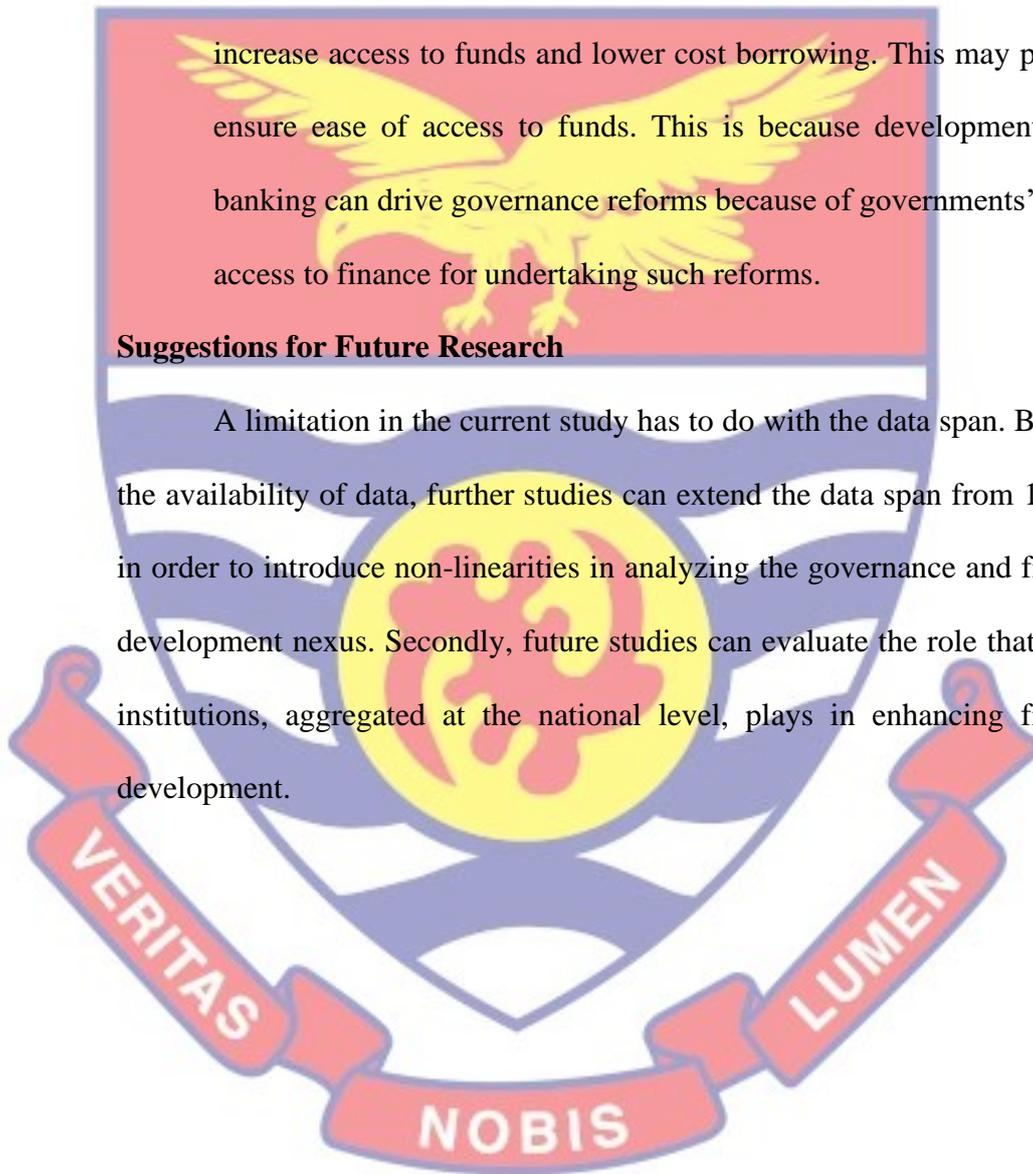 increase access to funds and lower cost borrowing. This may
ensure ease of access to funds. This is because
banking can drive governance reforms because of governments’
access to finance for undertaking such reforms.
Suggestions for Future Research
A limitation in the current study has to do with the data span.
the availability of data, further studies can extend the data span from
in order to introduce non-linearities in analyzing the governance and
development nexus. Secondly, future studies can evaluate the role that
institutions, aggregated at the national level, plays in enhancing
development.
VERITAS
NOBIS
LUMEN